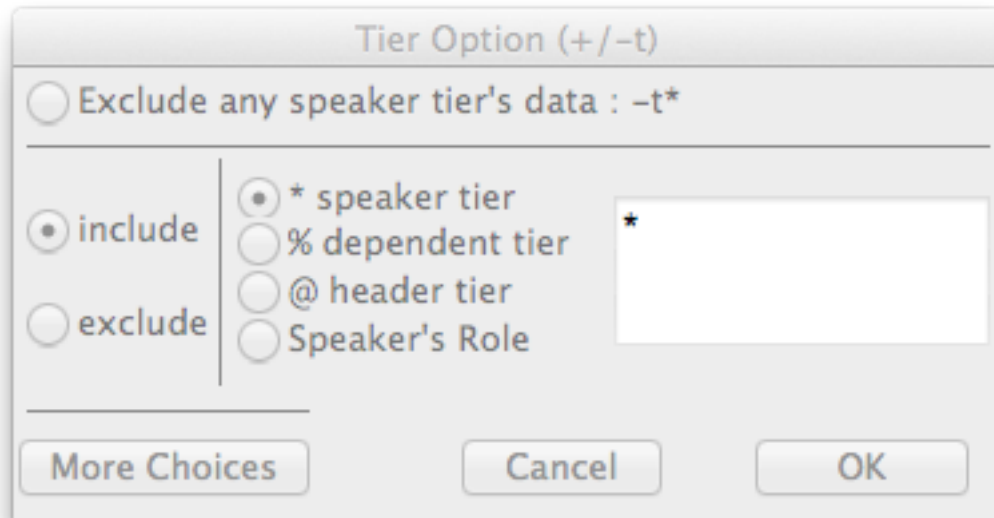 Tier Option (+/-t)
Exclude any speaker tier's data : -t*
include
exclude
* speaker tier
% dependent tier
@ header tier
Speaker's Role
*
More Choices
Cancel
OK